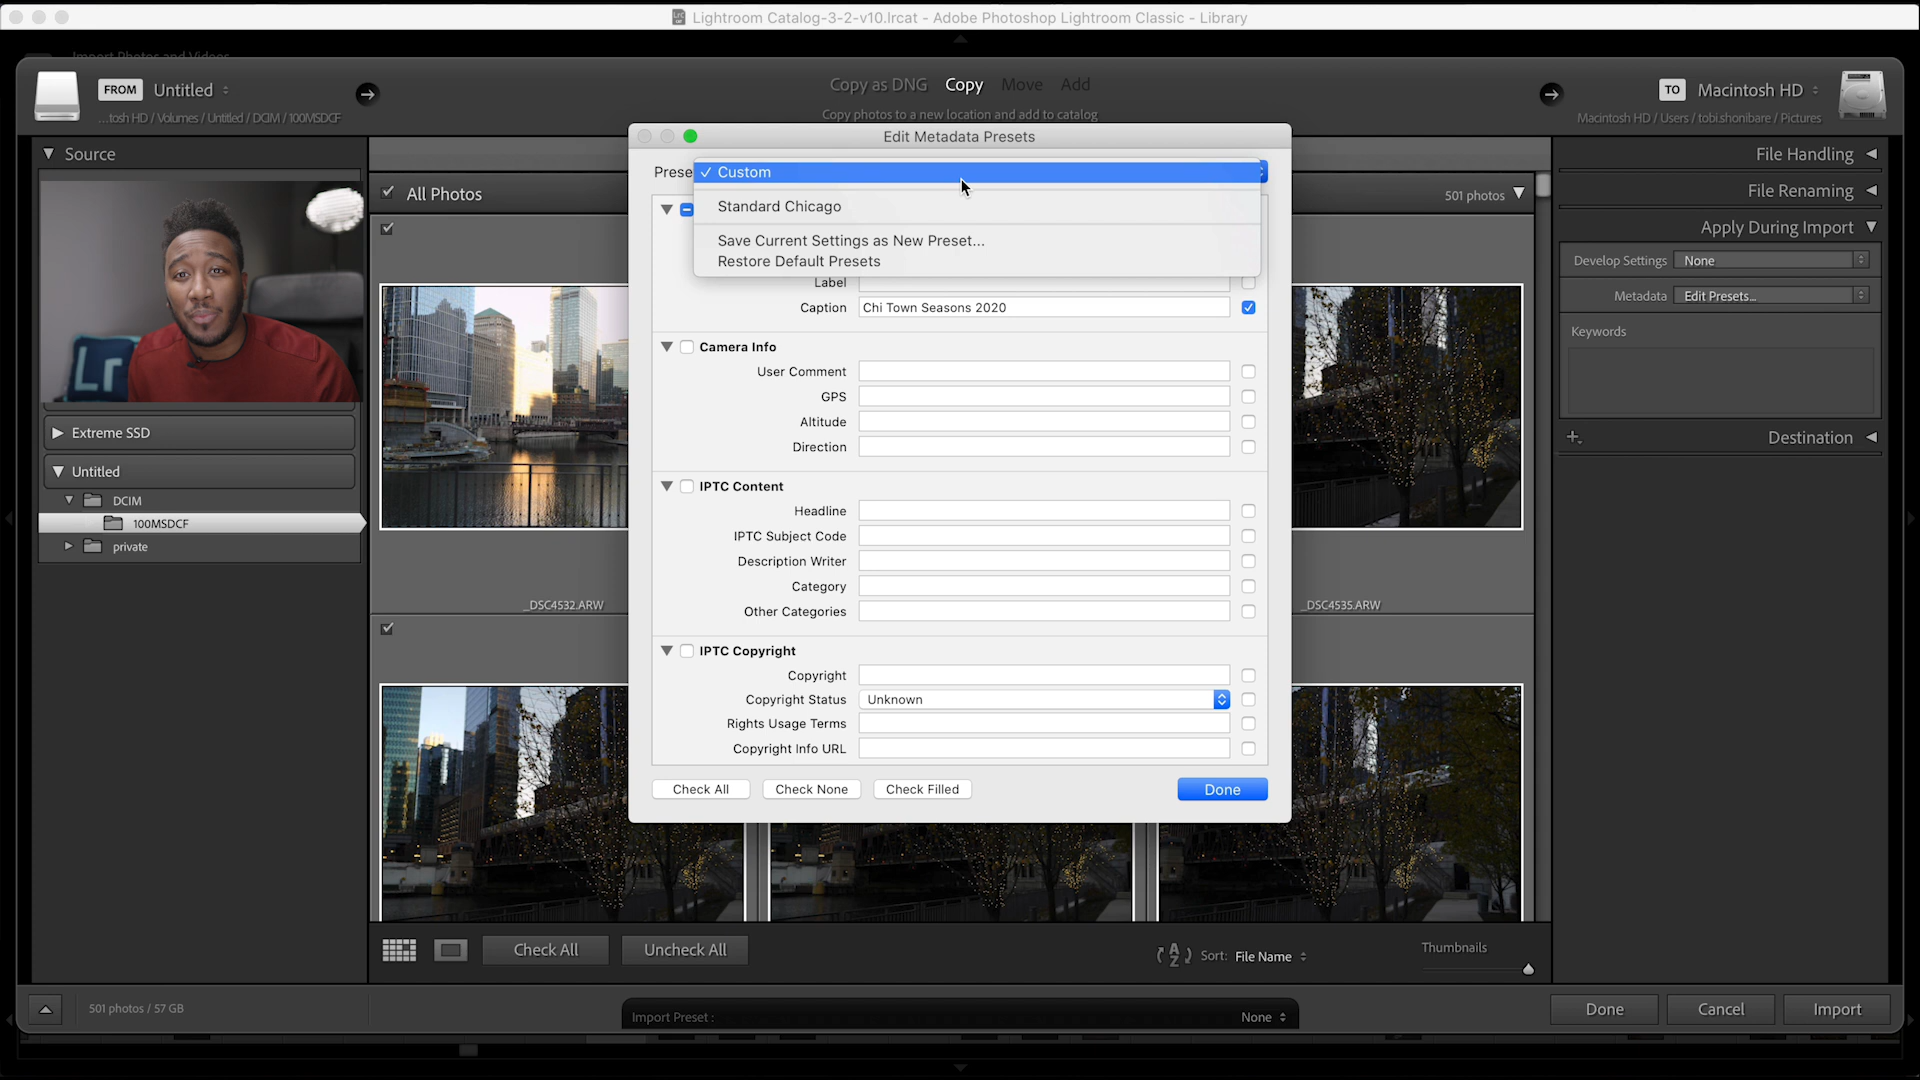 Lightroom Catalog-3-2-v10.lrcat - Adobe Photoshop Lightroom Classic - Library
Import Photos and Videos
FROM Untitled
...tosh HD / Volumes / Untitled / DCIM / 100MSDCF
Copy as DNG Copy Move Add
Copy photos to a new location and add to catalog
TO Macintosh HD
Macintosh HD / Users / tobi.shonibare / Pictures
Source
Lr
Extreme SSD
Untitled
DCIM
100MSDCF
private
All Photos
501 photos
_DSC4532.ARW
_DSC4535.ARW
Edit Metadata Presets
Prese
✓ Custom
Standard Chicago
Save Current Settings as New Preset...
Restore Default Presets
Label
Caption Chi Town Seasons 2020
Camera Info
User Comment
GPS
Altitude
Direction
IPTC Content
Headline
IPTC Subject Code
Description Writer
Category
Other Categories
IPTC Copyright
Copyright
Copyright Status Unknown
Rights Usage Terms
Copyright Info URL
Check All Check None Check Filled Done
File Handling
File Renaming
Apply During Import
Develop Settings None
Metadata Edit Presets...
Keywords
Destination
Check All Uncheck All
Sort: File Name
Thumbnails
501 photos / 57 GB
Import Preset : None
Done Cancel Import